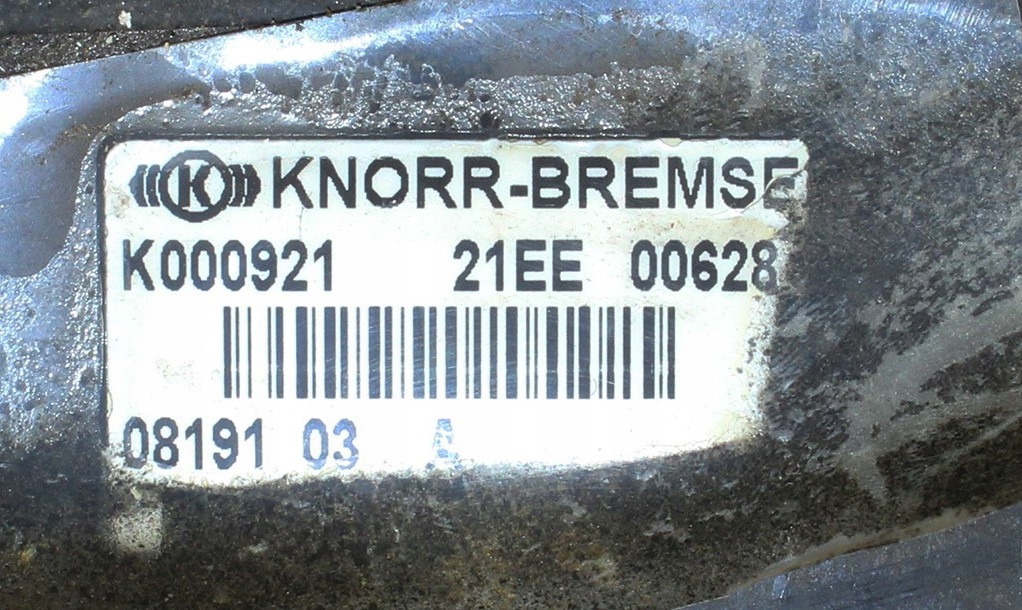 K KNORR-BREMSE
K000921 21EE 00628
08191 03 A